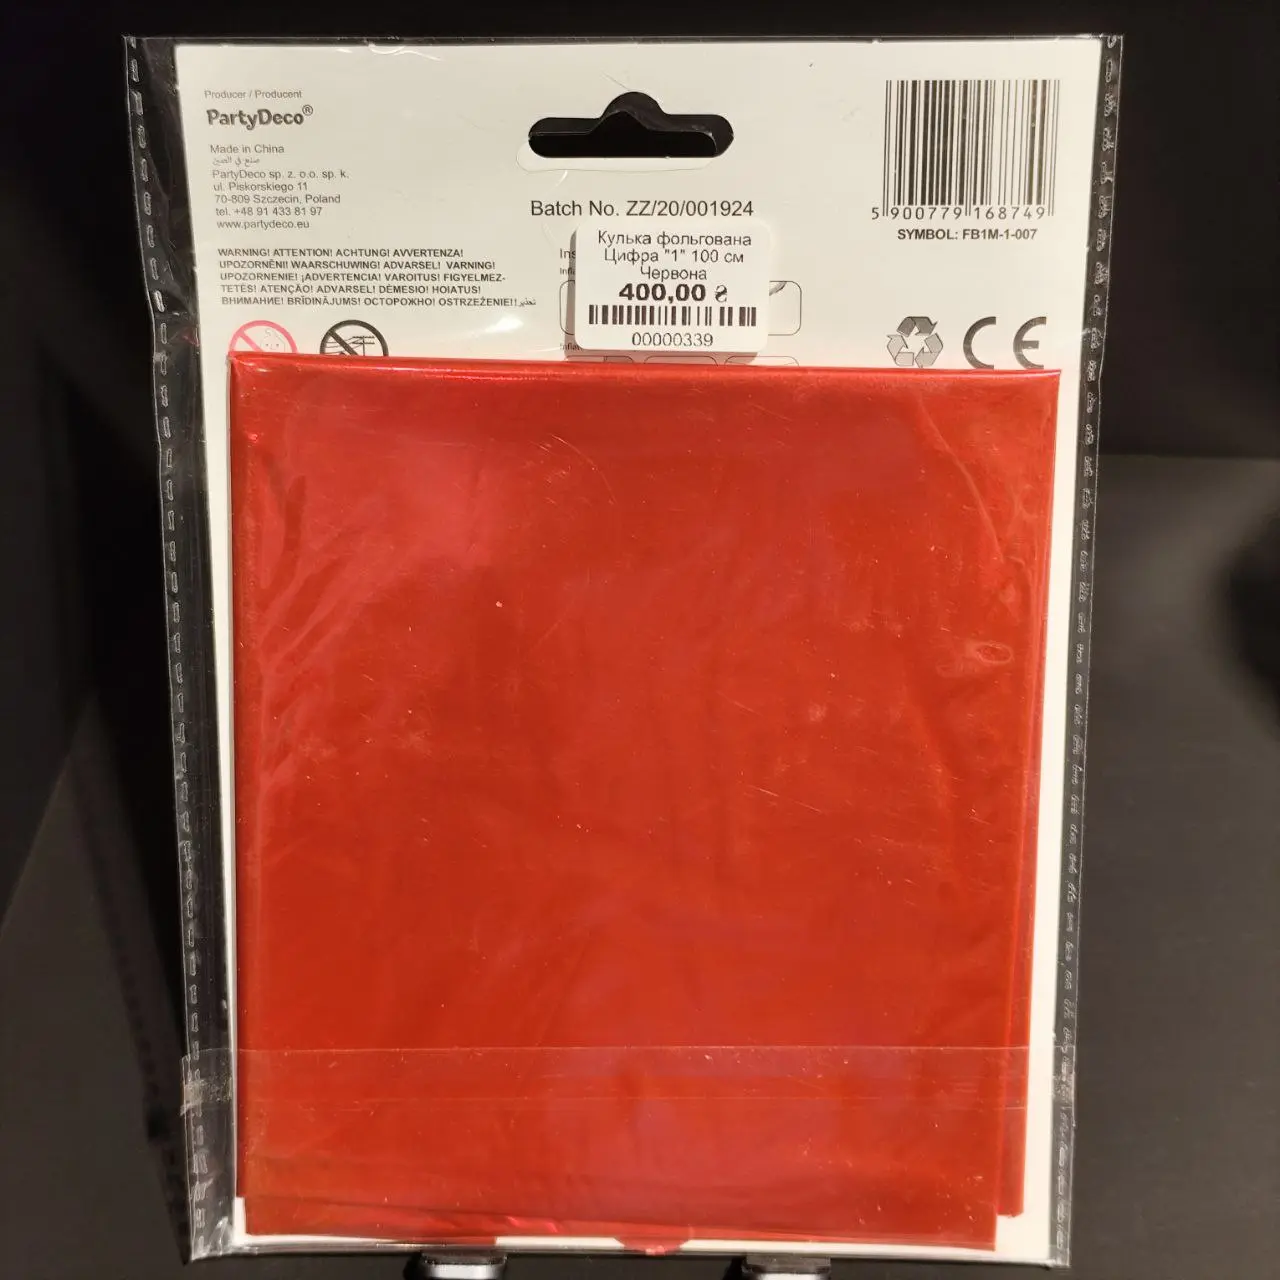 Producer / Producent
PartyDeco®
Made in China
صنع في الصين
PartyDeco sp. z o.o. sp. k.
ul. Piskorskiego 11
70-809 Szczecin, Poland
tel. +48 91 433 81 97
www.partydeco.eu
WARNING! ATTENTION! ACHTUNG! AVVERTENZA!
UPOZORNĚNÍ! WAARSCHUWING! ADVARSEL! VARNING!
UPOZORNENIE! ¡ADVERTENCIA! VAROITUS! FIGYELMEZ-
TETÉS! ATENÇÃO! ADVARSEL! DĖMESIO! HOIATUS!
ВНИМАНИЕ! BRĪDINĀJUMS! ОСТОРОЖНО! OSTRZEŻENIE! تحذير!
Batch No. ZZ/20/001924
Кулька фольгована
Цифра "1" 100 см
Червона
400,00 ₴
00000339
5 900779 168749
SYMBOL: FB1M-1-007
CE